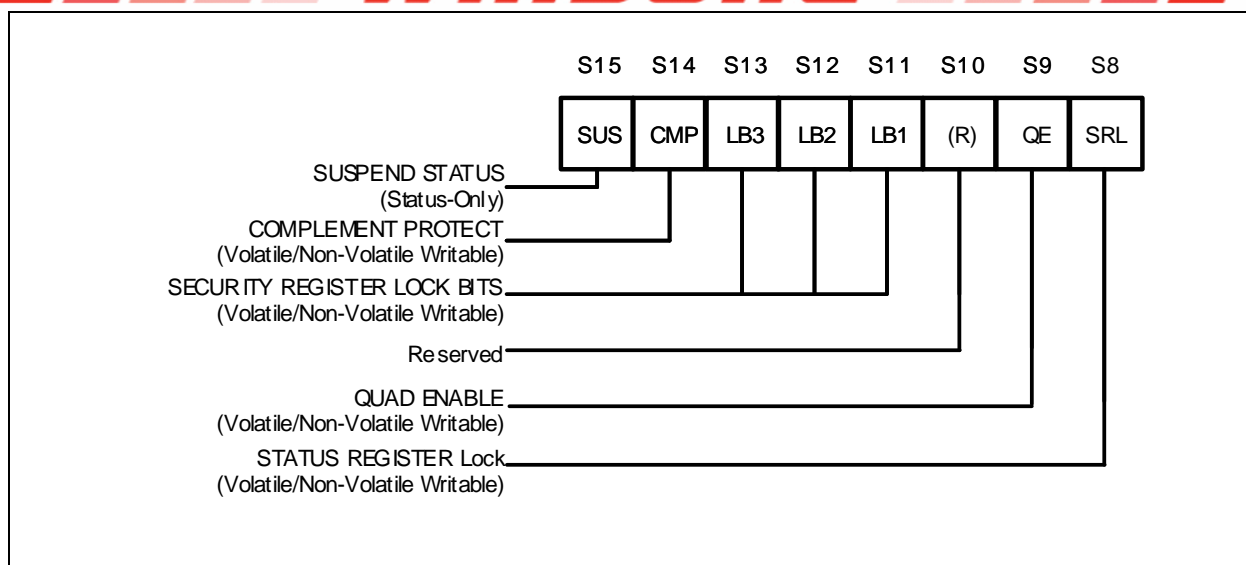 S15 S14 S13 S12 S11 S10 S9 S8
SUS CMP LB3 LB2 LB1 (R) QE SRL
SUSPEND STATUS
(Status-Only)
COMPLEMENT PROTECT
(Volatile/Non-Volatile Writable)
SECURITY REGISTER LOCK BITS
(Volatile/Non-Volatile Writable)
Reserved
QUAD ENABLE
(Volatile/Non-Volatile Writable)
STATUS REGISTER Lock
(Volatile/Non-Volatile Writable)